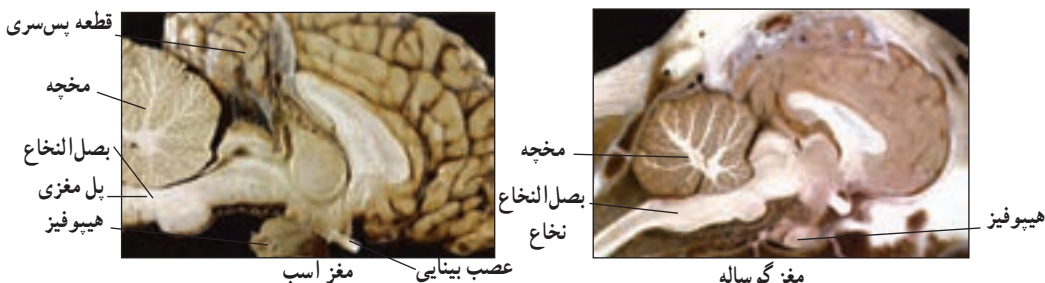 قطعه پس‌سری
مخچه
بصل‌النخاع
پل مغزی
هیپوفیز
عصب بینایی
مغز اسب
مخچه
بصل‌النخاع
نخاع
هیپوفیز
مغز گوساله